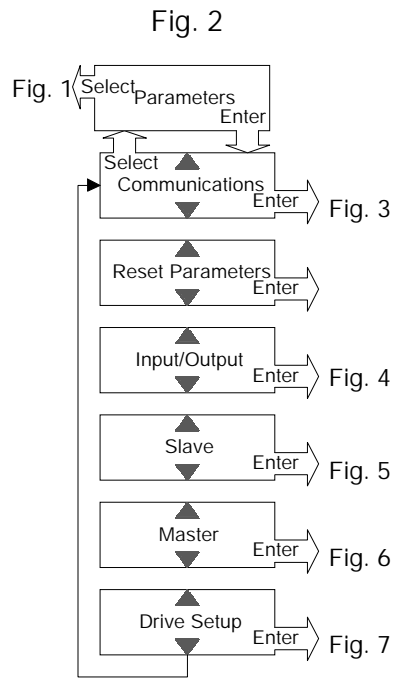 Fig. 2
Fig. 1
Select
Parameters
Enter
Select
Communications
Enter
Fig. 3
Reset Parameters
Enter
Input/Output
Enter
Fig. 4
Slave
Enter
Fig. 5
Master
Enter
Fig. 6
Drive Setup
Enter
Fig. 7